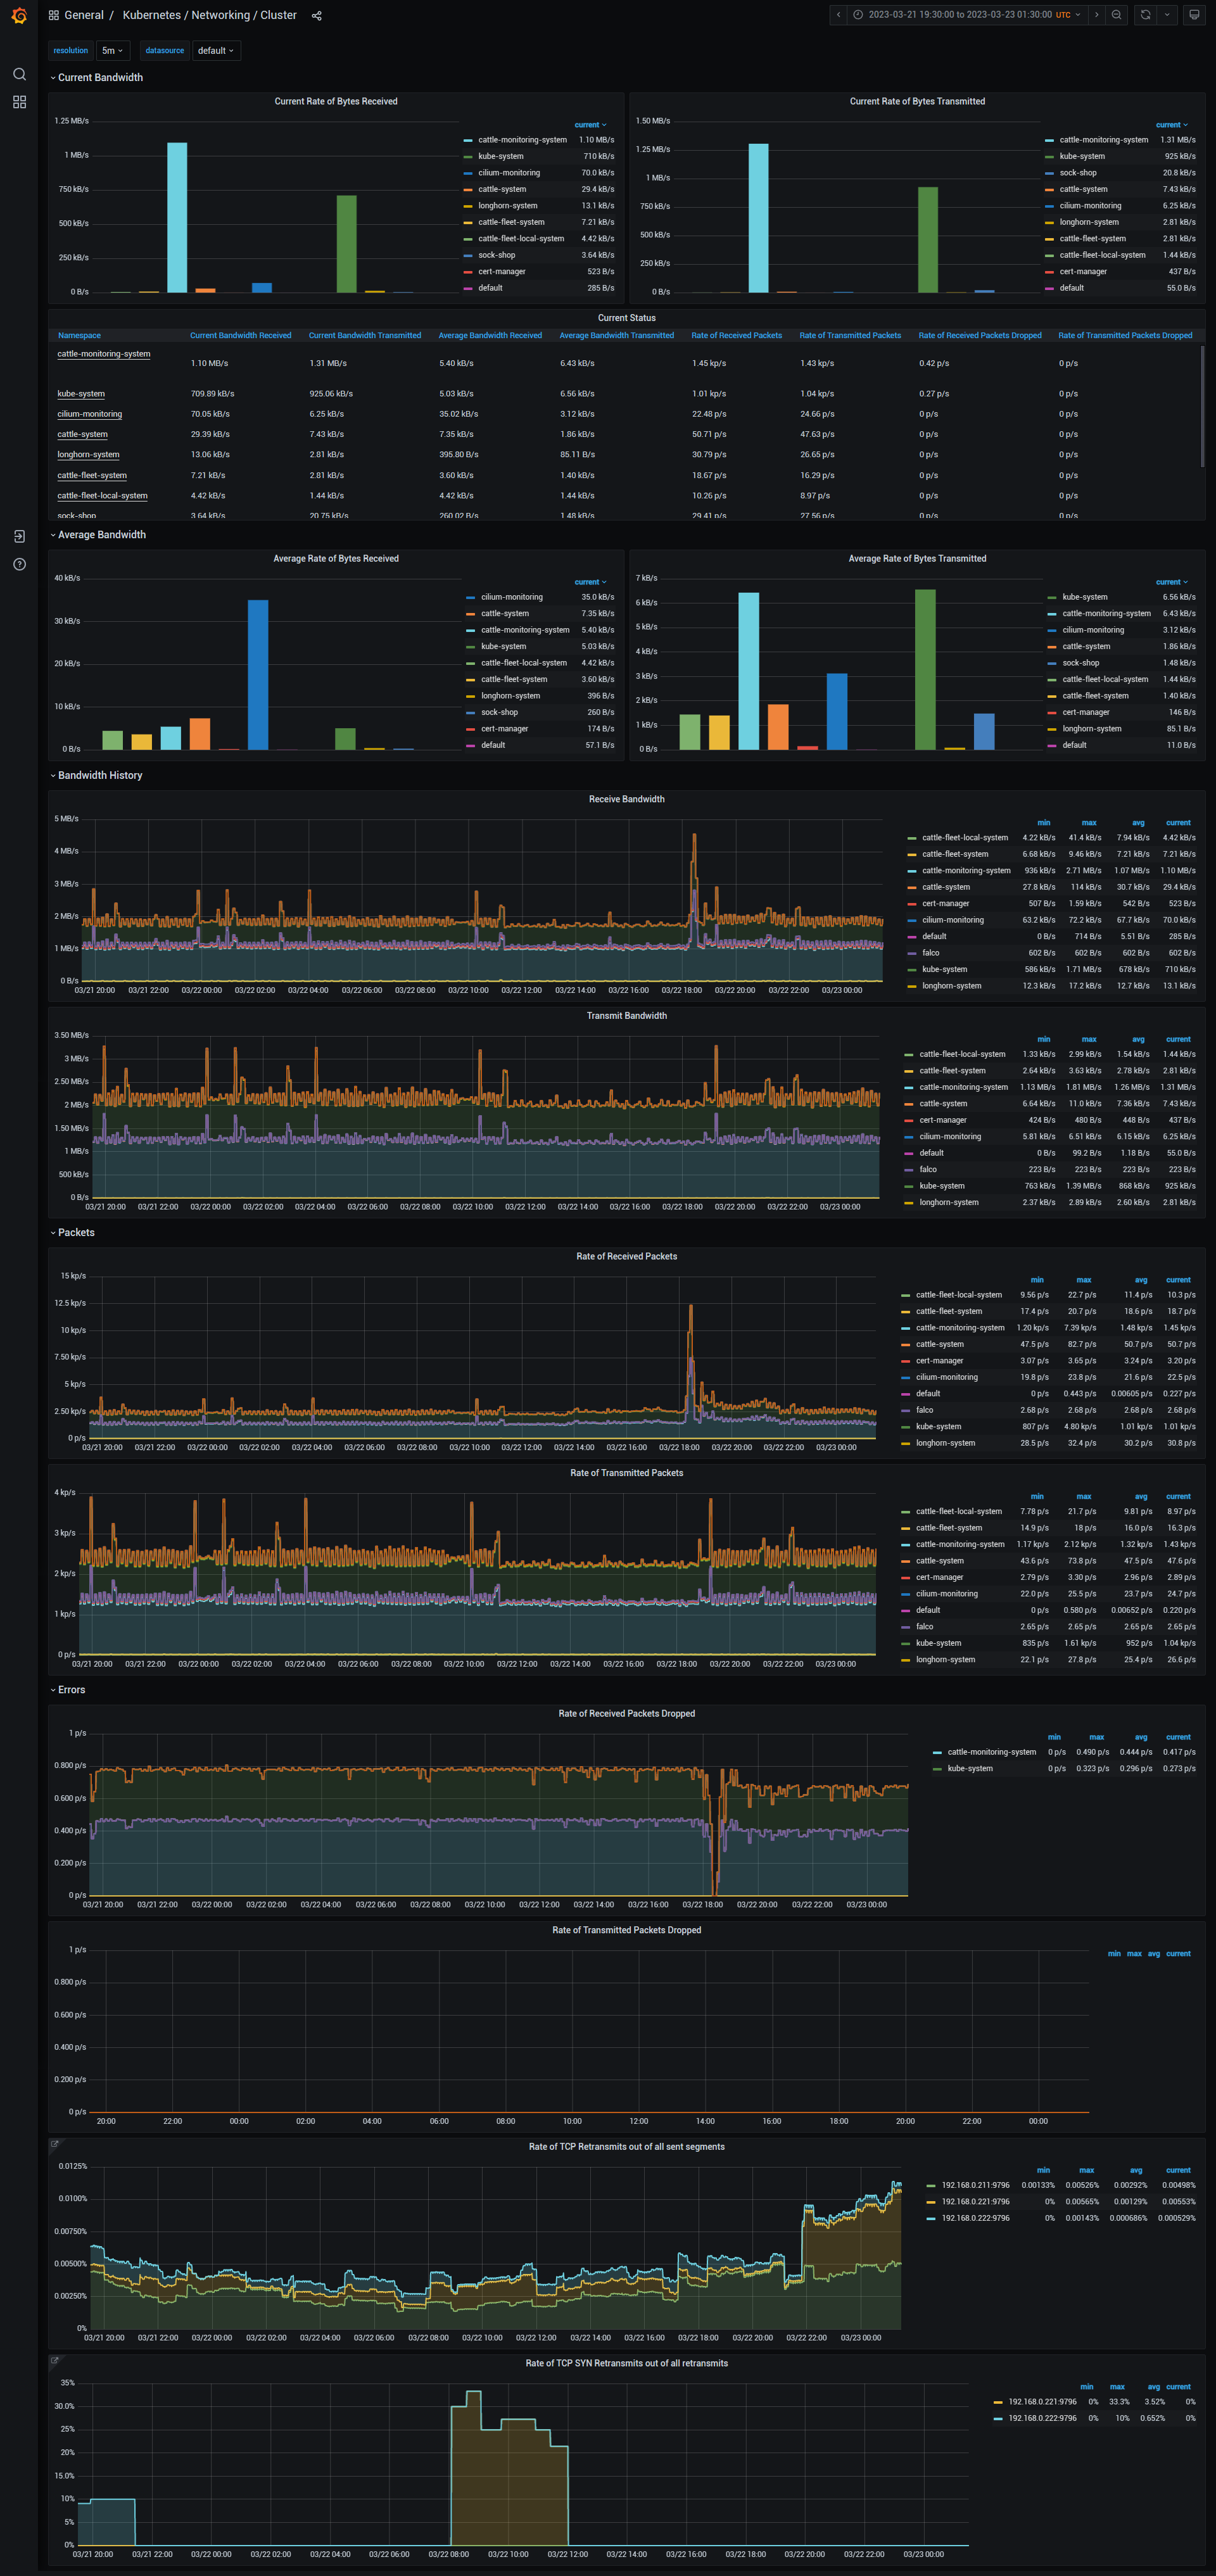 General / Kubernetes / Networking / Cluster
2023-03-21 19:30:00 to 2023-03-23 01:30:00 UTC
resolution 5m datasource default
Current Bandwidth
Current Rate of Bytes Received
1.25 MB/s
1 MB/s
750 kB/s
500 kB/s
250 kB/s
0 B/s
current
cattle-monitoring-system 1.10 MB/s
kube-system 710 kB/s
cilium-monitoring 70.0 kB/s
cattle-system 29.4 kB/s
longhorn-system 13.1 kB/s
cattle-fleet-system 7.21 kB/s
cattle-fleet-local-system 4.42 kB/s
sock-shop 3.64 kB/s
cert-manager 523 B/s
default 285 B/s
Current Rate of Bytes Transmitted
1.50 MB/s
1.25 MB/s
1 MB/s
750 kB/s
500 kB/s
250 kB/s
0 B/s
current
cattle-monitoring-system 1.31 MB/s
kube-system 925 kB/s
sock-shop 20.8 kB/s
cattle-system 7.43 kB/s
cilium-monitoring 6.25 kB/s
longhorn-system 2.81 kB/s
cattle-fleet-system 2.81 kB/s
cattle-fleet-local-system 1.44 kB/s
cert-manager 437 B/s
default 55.0 B/s
Current Status
Namespace Current Bandwidth Received Current Bandwidth Transmitted Average Bandwidth Received Average Bandwidth Transmitted Rate of Received Packets Rate of Transmitted Packets Rate of Received Packets Dropped Rate of Transmitted Packets Dropped
cattle-monitoring-system 1.10 MB/s 1.31 MB/s 5.40 kB/s 6.43 kB/s 1.45 kp/s 1.43 kp/s 0.42 p/s 0 p/s
kube-system 709.89 kB/s 925.06 kB/s 5.03 kB/s 6.56 kB/s 1.01 kp/s 1.04 kp/s 0.27 p/s 0 p/s
cilium-monitoring 70.05 kB/s 6.25 kB/s 35.02 kB/s 3.12 kB/s 22.48 p/s 24.66 p/s 0 p/s 0 p/s
cattle-system 29.39 kB/s 7.43 kB/s 7.35 kB/s 1.86 kB/s 50.71 p/s 47.63 p/s 0 p/s 0 p/s
longhorn-system 13.06 kB/s 2.81 kB/s 395.80 B/s 85.11 B/s 30.79 p/s 26.65 p/s 0 p/s 0 p/s
cattle-fleet-system 7.21 kB/s 2.81 kB/s 3.60 kB/s 1.40 kB/s 18.67 p/s 16.29 p/s 0 p/s 0 p/s
cattle-fleet-local-system 4.42 kB/s 1.44 kB/s 4.42 kB/s 1.44 kB/s 10.26 p/s 8.97 p/s 0 p/s 0 p/s
sock-shop 3.64 kB/s 20.75 kB/s 260.02 B/s 1.48 kB/s 29.41 p/s 27.56 p/s 0 p/s 0 p/s
Average Bandwidth
Average Rate of Bytes Received
40 kB/s
30 kB/s
20 kB/s
10 kB/s
0 B/s
current
cilium-monitoring 35.0 kB/s
cattle-system 7.35 kB/s
cattle-monitoring-system 5.40 kB/s
kube-system 5.03 kB/s
cattle-fleet-local-system 4.42 kB/s
cattle-fleet-system 3.60 kB/s
longhorn-system 396 B/s
sock-shop 260 B/s
cert-manager 174 B/s
default 57.1 B/s
Average Rate of Bytes Transmitted
7 kB/s
6 kB/s
5 kB/s
4 kB/s
3 kB/s
2 kB/s
1 kB/s
0 B/s
current
kube-system 6.56 kB/s
cattle-monitoring-system 6.43 kB/s
cilium-monitoring 3.12 kB/s
cattle-system 1.86 kB/s
sock-shop 1.48 kB/s
cattle-fleet-local-system 1.44 kB/s
cattle-fleet-system 1.40 kB/s
cert-manager 146 B/s
longhorn-system 85.1 B/s
default 11.0 B/s
Bandwidth History
Receive Bandwidth
5 MB/s
4 MB/s
3 MB/s
2 MB/s
1 MB/s
0 B/s
03/21 20:00 03/21 22:00 03/22 00:00 03/22 02:00 03/22 04:00 03/22 06:00 03/22 08:00 03/22 10:00 03/22 12:00 03/22 14:00 03/22 16:00 03/22 18:00 03/22 20:00 03/22 22:00 03/23 00:00
min max avg current
cattle-fleet-local-system 4.22 kB/s 41.4 kB/s 7.94 kB/s 4.42 kB/s
cattle-fleet-system 6.68 kB/s 9.46 kB/s 7.21 kB/s 7.21 kB/s
cattle-monitoring-system 936 kB/s 2.71 MB/s 1.07 MB/s 1.10 MB/s
cattle-system 27.8 kB/s 114 kB/s 30.7 kB/s 29.4 kB/s
cert-manager 507 B/s 1.59 kB/s 542 B/s 523 B/s
cilium-monitoring 63.2 kB/s 72.2 kB/s 67.7 kB/s 70.0 kB/s
default 0 B/s 714 B/s 5.51 B/s 285 B/s
falco 602 B/s 602 B/s 602 B/s 602 B/s
kube-system 586 kB/s 1.71 MB/s 678 kB/s 710 kB/s
longhorn-system 12.3 kB/s 17.2 kB/s 12.7 kB/s 13.1 kB/s
Transmit Bandwidth
3.50 MB/s
3 MB/s
2.50 MB/s
2 MB/s
1.50 MB/s
1 MB/s
500 kB/s
0 B/s
03/21 20:00 03/21 22:00 03/22 00:00 03/22 02:00 03/22 04:00 03/22 06:00 03/22 08:00 03/22 10:00 03/22 12:00 03/22 14:00 03/22 16:00 03/22 18:00 03/22 20:00 03/22 22:00 03/23 00:00
min max avg current
cattle-fleet-local-system 1.33 kB/s 2.99 kB/s 1.54 kB/s 1.44 kB/s
cattle-fleet-system 2.64 kB/s 3.63 kB/s 2.78 kB/s 2.81 kB/s
cattle-monitoring-system 1.13 MB/s 1.81 MB/s 1.26 MB/s 1.31 MB/s
cattle-system 6.64 kB/s 11.0 kB/s 7.36 kB/s 7.43 kB/s
cert-manager 424 B/s 480 B/s 448 B/s 437 B/s
cilium-monitoring 5.81 kB/s 6.51 kB/s 6.15 kB/s 6.25 kB/s
default 0 B/s 99.2 B/s 1.18 B/s 55.0 B/s
falco 223 B/s 223 B/s 223 B/s 223 B/s
kube-system 763 kB/s 1.39 MB/s 868 kB/s 925 kB/s
longhorn-system 2.37 kB/s 2.89 kB/s 2.60 kB/s 2.81 kB/s
Packets
Rate of Received Packets
15 kp/s
12.5 kp/s
10 kp/s
7.50 kp/s
5 kp/s
2.50 kp/s
0 p/s
03/21 20:00 03/21 22:00 03/22 00:00 03/22 02:00 03/22 04:00 03/22 06:00 03/22 08:00 03/22 10:00 03/22 12:00 03/22 14:00 03/22 16:00 03/22 18:00 03/22 20:00 03/22 22:00 03/23 00:00
min max avg current
cattle-fleet-local-system 9.56 p/s 22.7 p/s 11.4 p/s 10.3 p/s
cattle-fleet-system 17.4 p/s 20.7 p/s 18.6 p/s 18.7 p/s
cattle-monitoring-system 1.20 kp/s 7.39 kp/s 1.48 kp/s 1.45 kp/s
cattle-system 47.5 p/s 82.7 p/s 50.7 p/s 50.7 p/s
cert-manager 3.07 p/s 3.65 p/s 3.24 p/s 3.20 p/s
cilium-monitoring 19.8 p/s 23.8 p/s 21.6 p/s 22.5 p/s
default 0 p/s 0.443 p/s 0.00605 p/s 0.227 p/s
falco 2.68 p/s 2.68 p/s 2.68 p/s 2.68 p/s
kube-system 807 p/s 4.80 kp/s 1.01 kp/s 1.01 kp/s
longhorn-system 28.5 p/s 32.4 p/s 30.2 p/s 30.8 p/s
Rate of Transmitted Packets
4 kp/s
3 kp/s
2 kp/s
1 kp/s
0 p/s
03/21 20:00 03/21 22:00 03/22 00:00 03/22 02:00 03/22 04:00 03/22 06:00 03/22 08:00 03/22 10:00 03/22 12:00 03/22 14:00 03/22 16:00 03/22 18:00 03/22 20:00 03/22 22:00 03/23 00:00
min max avg current
cattle-fleet-local-system 7.78 p/s 21.7 p/s 9.81 p/s 8.97 p/s
cattle-fleet-system 14.9 p/s 18 p/s 16.0 p/s 16.3 p/s
cattle-monitoring-system 1.17 kp/s 2.12 kp/s 1.32 kp/s 1.43 kp/s
cattle-system 43.6 p/s 73.8 p/s 47.5 p/s 47.6 p/s
cert-manager 2.79 p/s 3.30 p/s 2.96 p/s 2.89 p/s
cilium-monitoring 22.0 p/s 25.5 p/s 23.7 p/s 24.7 p/s
default 0 p/s 0.580 p/s 0.00652 p/s 0.220 p/s
falco 2.65 p/s 2.65 p/s 2.65 p/s 2.65 p/s
kube-system 835 p/s 1.61 kp/s 952 p/s 1.04 kp/s
longhorn-system 22.1 p/s 27.8 p/s 25.4 p/s 26.6 p/s
Errors
Rate of Received Packets Dropped
1 p/s
0.800 p/s
0.600 p/s
0.400 p/s
0.200 p/s
0 p/s
03/21 20:00 03/21 22:00 03/22 00:00 03/22 02:00 03/22 04:00 03/22 06:00 03/22 08:00 03/22 10:00 03/22 12:00 03/22 14:00 03/22 16:00 03/22 18:00 03/22 20:00 03/22 22:00 03/23 00:00
min max avg current
cattle-monitoring-system 0 p/s 0.490 p/s 0.444 p/s 0.417 p/s
kube-system 0 p/s 0.323 p/s 0.296 p/s 0.273 p/s
Rate of Transmitted Packets Dropped
1 p/s
0.800 p/s
0.600 p/s
0.400 p/s
0.200 p/s
0 p/s
20:00 22:00 00:00 02:00 04:00 06:00 08:00 10:00 12:00 14:00 16:00 18:00 20:00 22:00 00:00
min max avg current
Rate of TCP Retransmits out of all sent segments
0.0125%
0.0100%
0.00750%
0.00500%
0.00250%
0%
03/21 20:00 03/21 22:00 03/22 00:00 03/22 02:00 03/22 04:00 03/22 06:00 03/22 08:00 03/22 10:00 03/22 12:00 03/22 14:00 03/22 16:00 03/22 18:00 03/22 20:00 03/22 22:00 03/23 00:00
min max avg current
192.168.0.211:9796 0.00133% 0.00526% 0.00292% 0.00498%
192.168.0.221:9796 0% 0.00565% 0.00129% 0.00553%
192.168.0.222:9796 0% 0.00143% 0.000686% 0.000529%
Rate of TCP SYN Retransmits out of all retransmits
35%
30.0%
25%
20%
15.0%
10%
5%
0%
03/21 20:00 03/21 22:00 03/22 00:00 03/22 02:00 03/22 04:00 03/22 06:00 03/22 08:00 03/22 10:00 03/22 12:00 03/22 14:00 03/22 16:00 03/22 18:00 03/22 20:00 03/22 22:00 03/23 00:00
min max avg current
192.168.0.221:9796 0% 33.3% 3.52% 0%
192.168.0.222:9796 0% 10% 0.652% 0%